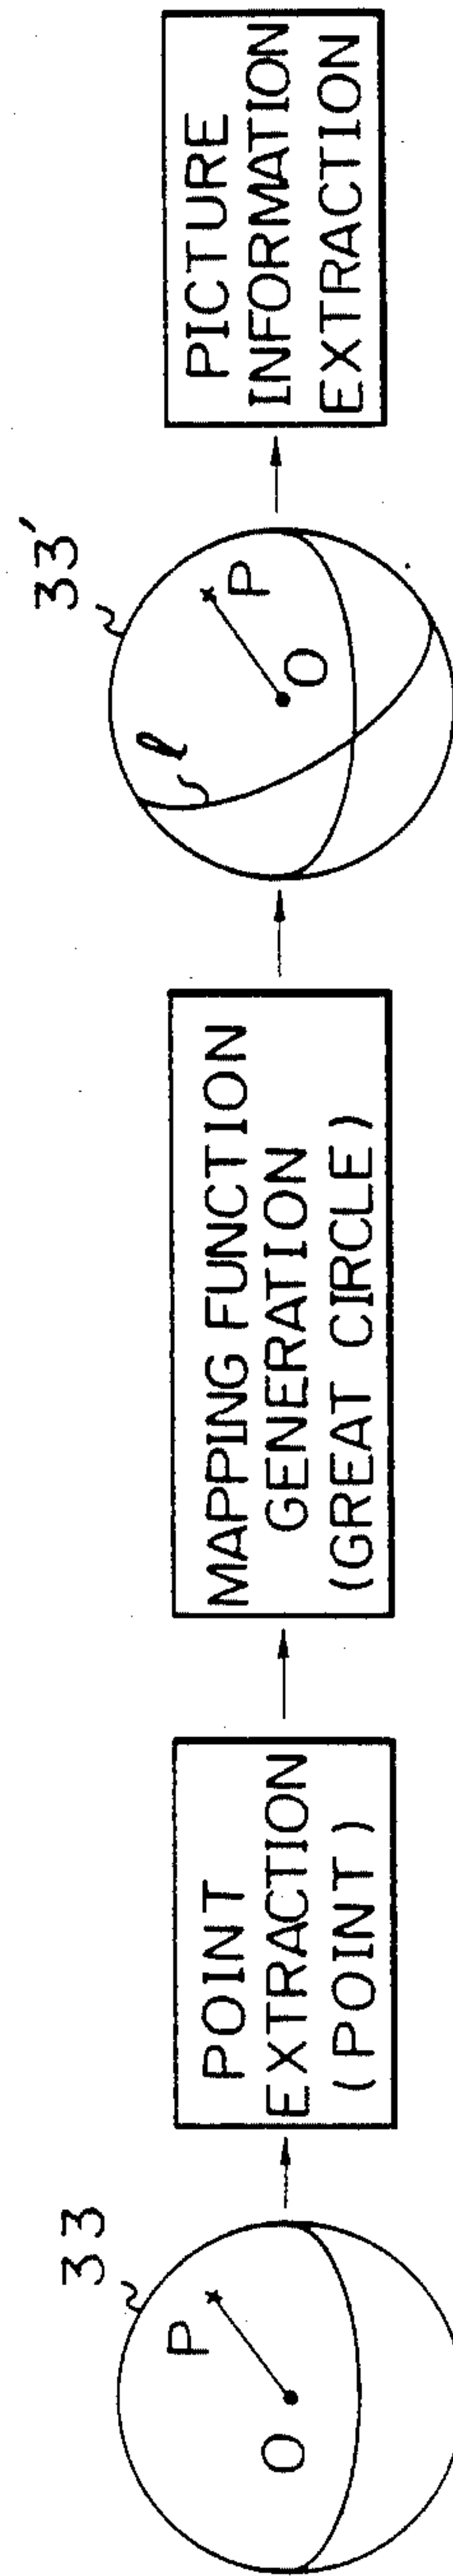 33
P
O
POINT
EXTRACTION
(POINT)
MAPPING FUNCTION
GENERATION
(GREAT CIRCLE)
33'
ℓ
P
O
PICTURE
INFORMATION
EXTRACTION